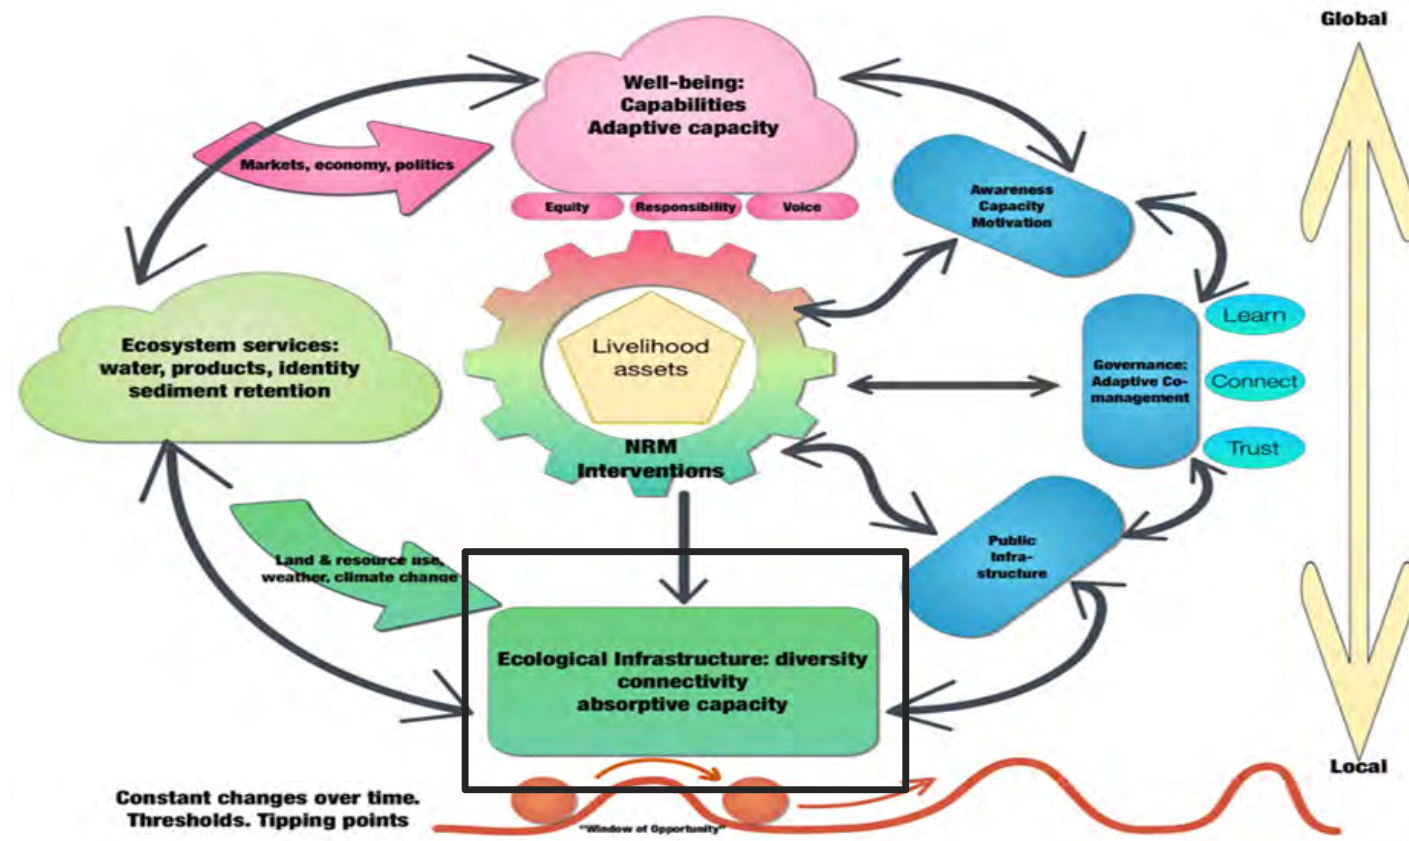 Global
Well-being:
Capabilities
Adaptive capacity
Markets, economy, politics
Equity
Responsibility
Voice
Awareness
Capacity
Motivation
Ecosystem services:
water, products, identity
sediment retention
Livelihood
assets
NRM
Interventions
Governance:
Adaptive Co-
management
Learn
Connect
Trust
Land & resource use,
weather, climate change
Public
Infra-
structure
Ecological Infrastructure: diversity
connectivity
absorptive capacity
Local
Constant changes over time.
Thresholds. Tipping points
"Window of Opportunity"